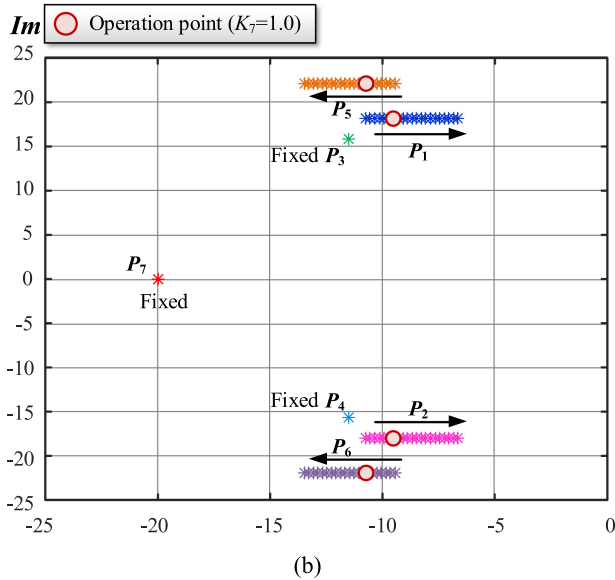 Im
Operation point (K₇=1.0)
25
20
P₅
15
Fixed P₃
P₁
10
5
P₇
0
Fixed
-5
-10
Fixed P₄
P₂
-15
P₆
-20
-25
-25 -20 -15 -10 -5 0
(b)